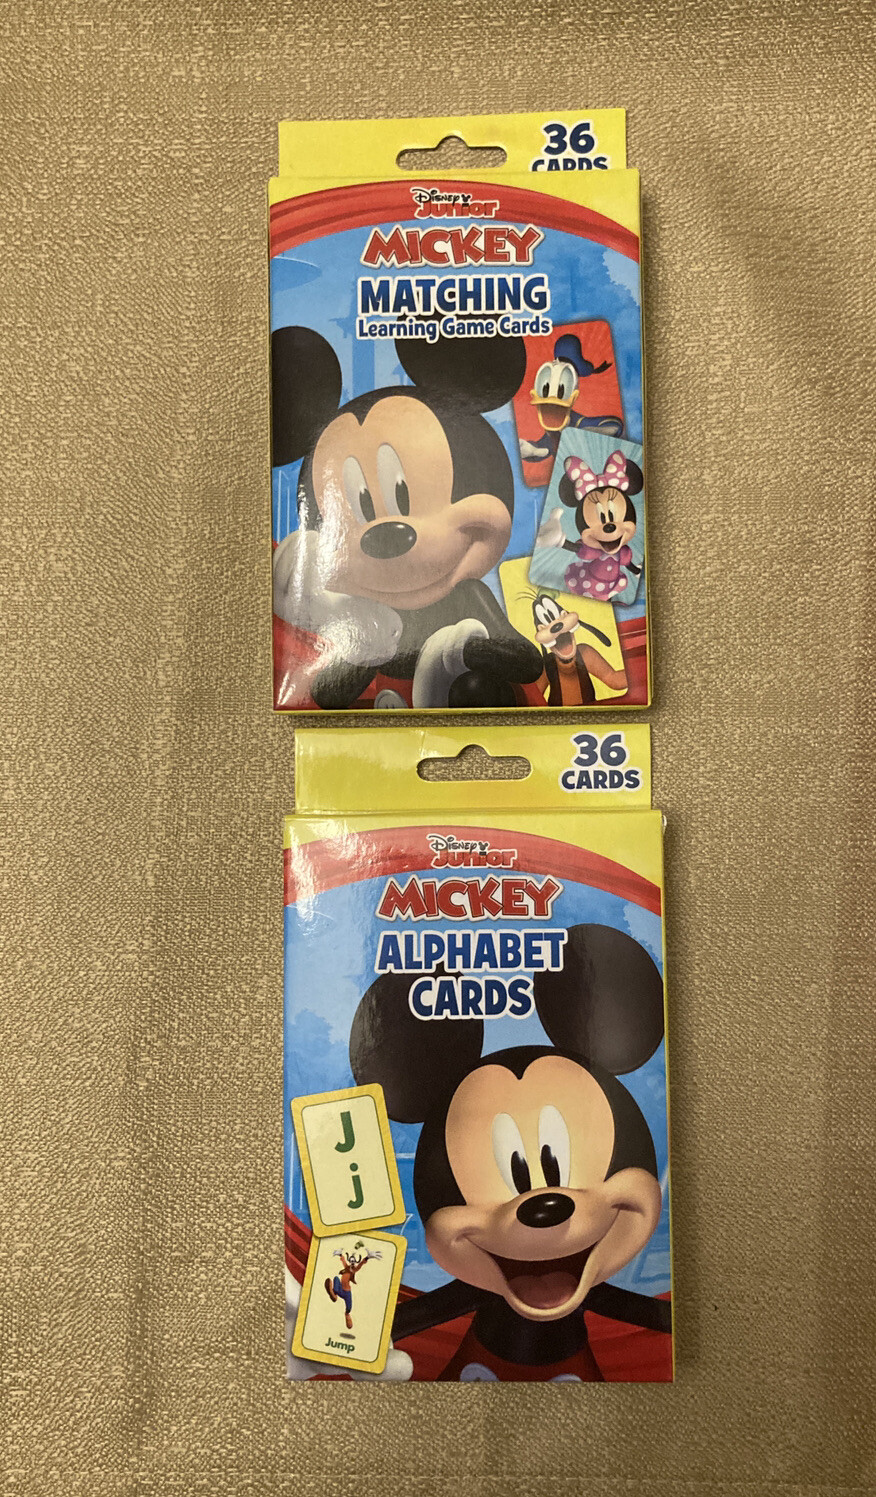 36
CARDS
Disney
Junior
MICKEY
MATCHING
Learning Game Cards
36
CARDS
Disney
Junior
MICKEY
ALPHABET
CARDS
J
j
Jump